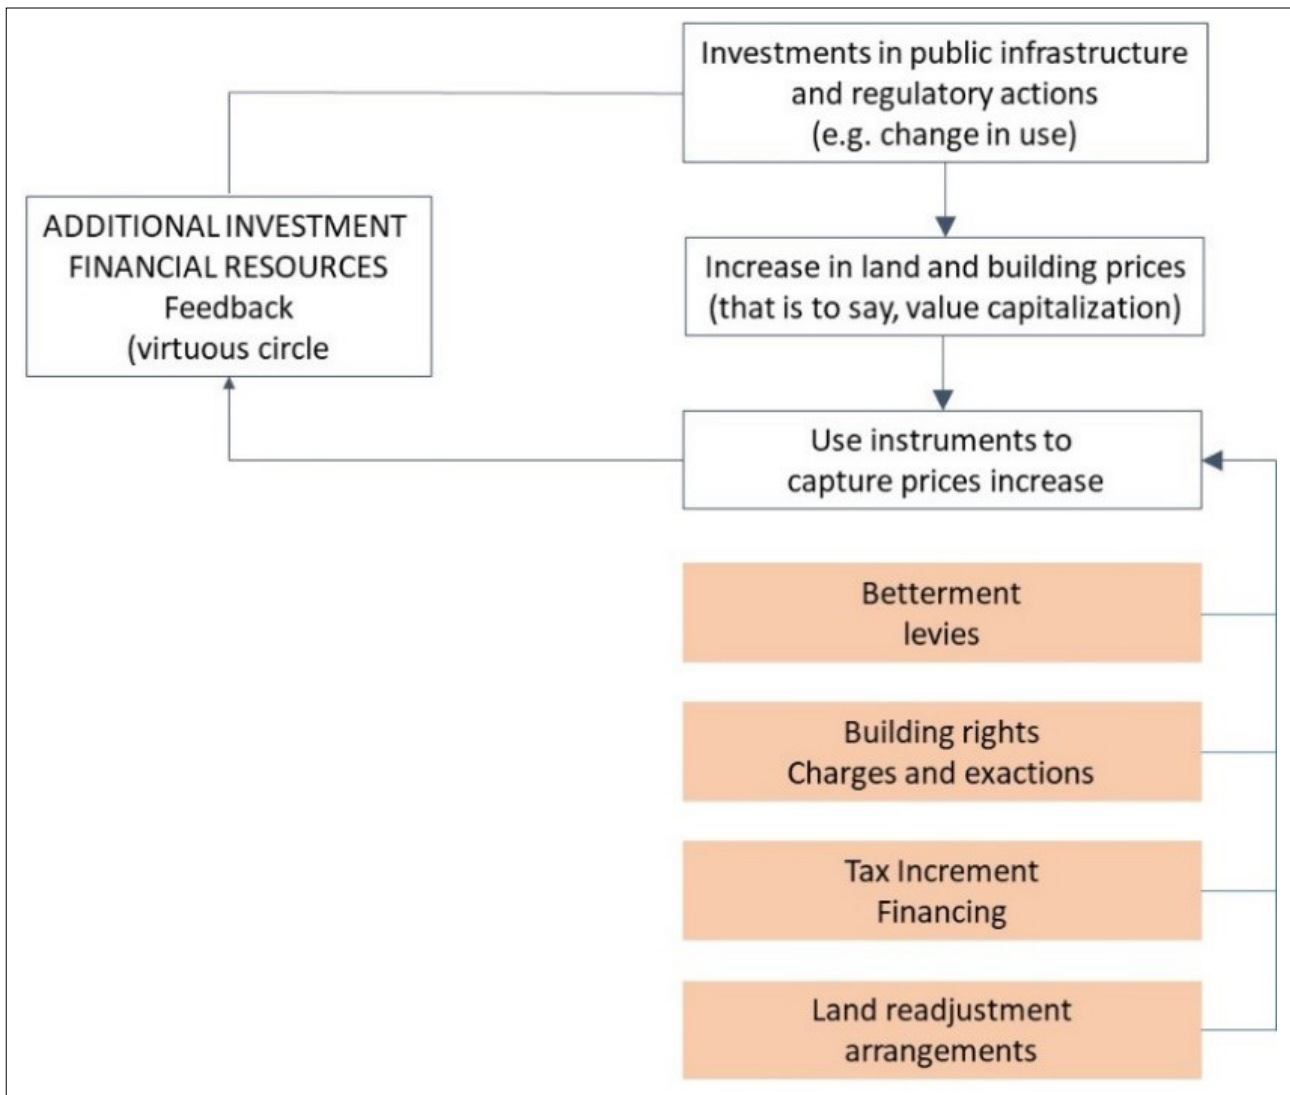 Investments in public infrastructure
and regulatory actions
(e.g. change in use)
ADDITIONAL INVESTMENT
FINANCIAL RESOURCES
Feedback
(virtuous circle
Increase in land and building prices
(that is to say, value capitalization)
Use instruments to
capture prices increase
Betterment
levies
Building rights
Charges and exactions
Tax Increment
Financing
Land readjustment
arrangements